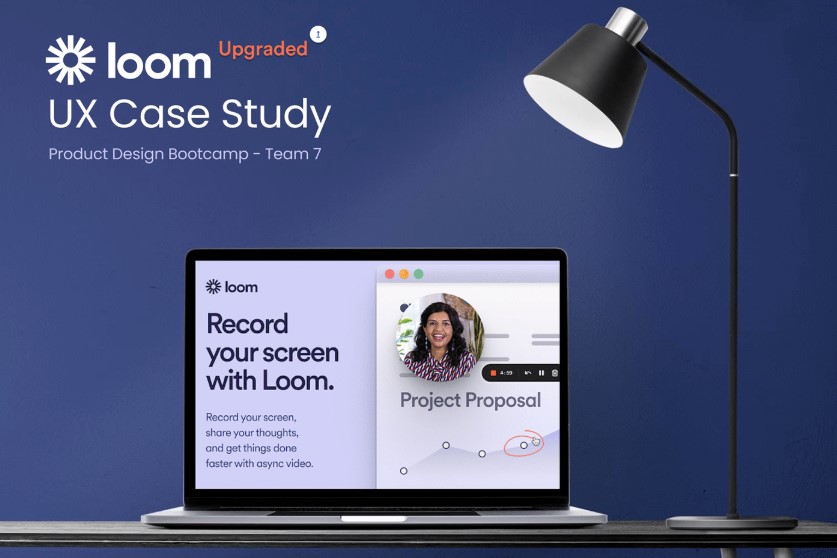 loom Upgraded
UX Case Study
Product Design Bootcamp - Team 7
loom
Record
your screen
with Loom.
Record your screen,
share your thoughts,
and get things done
faster with async video.
4:59
Project Proposal